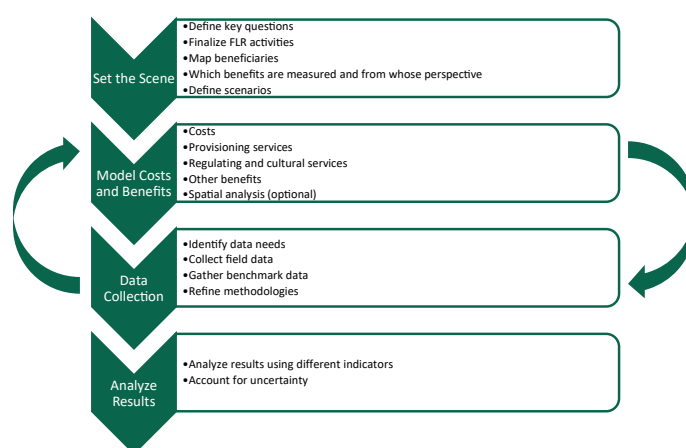 Set the Scene
•Define key questions
•Finalize FLR activities
•Map beneficiaries
•Which benefits are measured and from whose perspective
•Define scenarios
Model Costs
and Benefits
•Costs
•Provisioning services
•Regulating and cultural services
•Other benefits
•Spatial analysis (optional)
Data
Collection
•Identify data needs
•Collect field data
•Gather benchmark data
•Refine methodologies
Analyze
Results
•Analyze results using different indicators
•Account for uncertainty